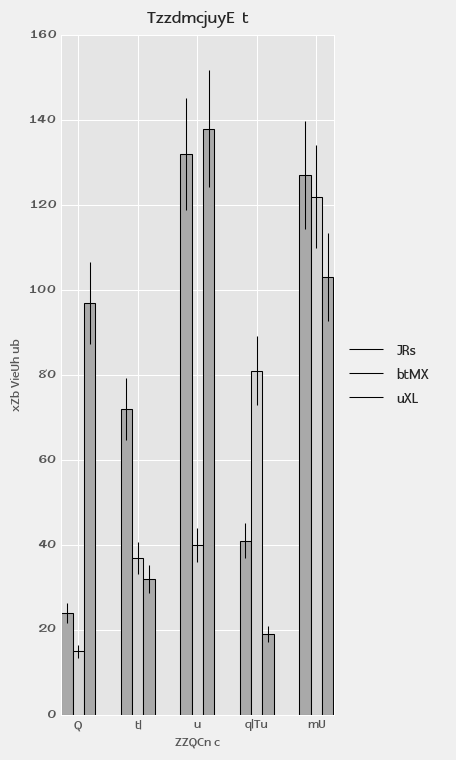 TzzdmcjuyE t
160
140
120
100
80
60
40
20
0
xZb VieUh ub
Q
tl
u
qlTu
mU
ZZQCn c
JRs
btMX
uXL